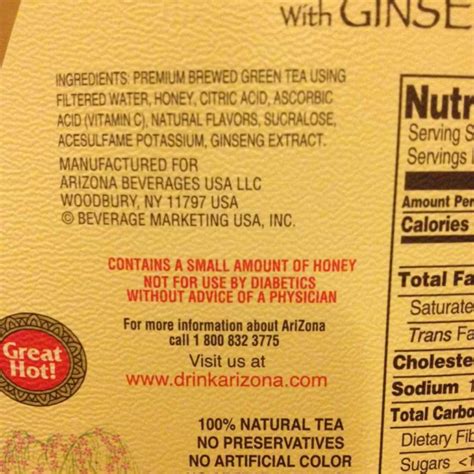 With GINSE
INGREDIENTS: PREMIUM BREWED GREEN TEA USING
FILTERED WATER, HONEY, CITRIC ACID, ASCORBIC
ACID (VITAMIN C), NATURAL FLAVORS, SUCRALOSE,
ACESULFAME POTASSIUM, GINSENG EXTRACT.
MANUFACTURED FOR
ARIZONA BEVERAGES USA LLC
WOODBURY, NY 11797 USA
© BEVERAGE MARKETING USA, INC.
CONTAINS A SMALL AMOUNT OF HONEY
NOT FOR USE BY DIABETICS
WITHOUT ADVICE OF A PHYSICIAN
For more information about AriZona
call 1 800 832 3775
Visit us at
www.drinkarizona.com
Great
Hot!
100% NATURAL TEA
NO PRESERVATIVES
NO ARTIFICIAL COLOR
Nutr
Serving S
Servings
Amount Per
Calories
Total Fa
Saturate
Trans Fa
Cholest
Sodium 1
Total Carbo
Dietary Fib
Sugars <